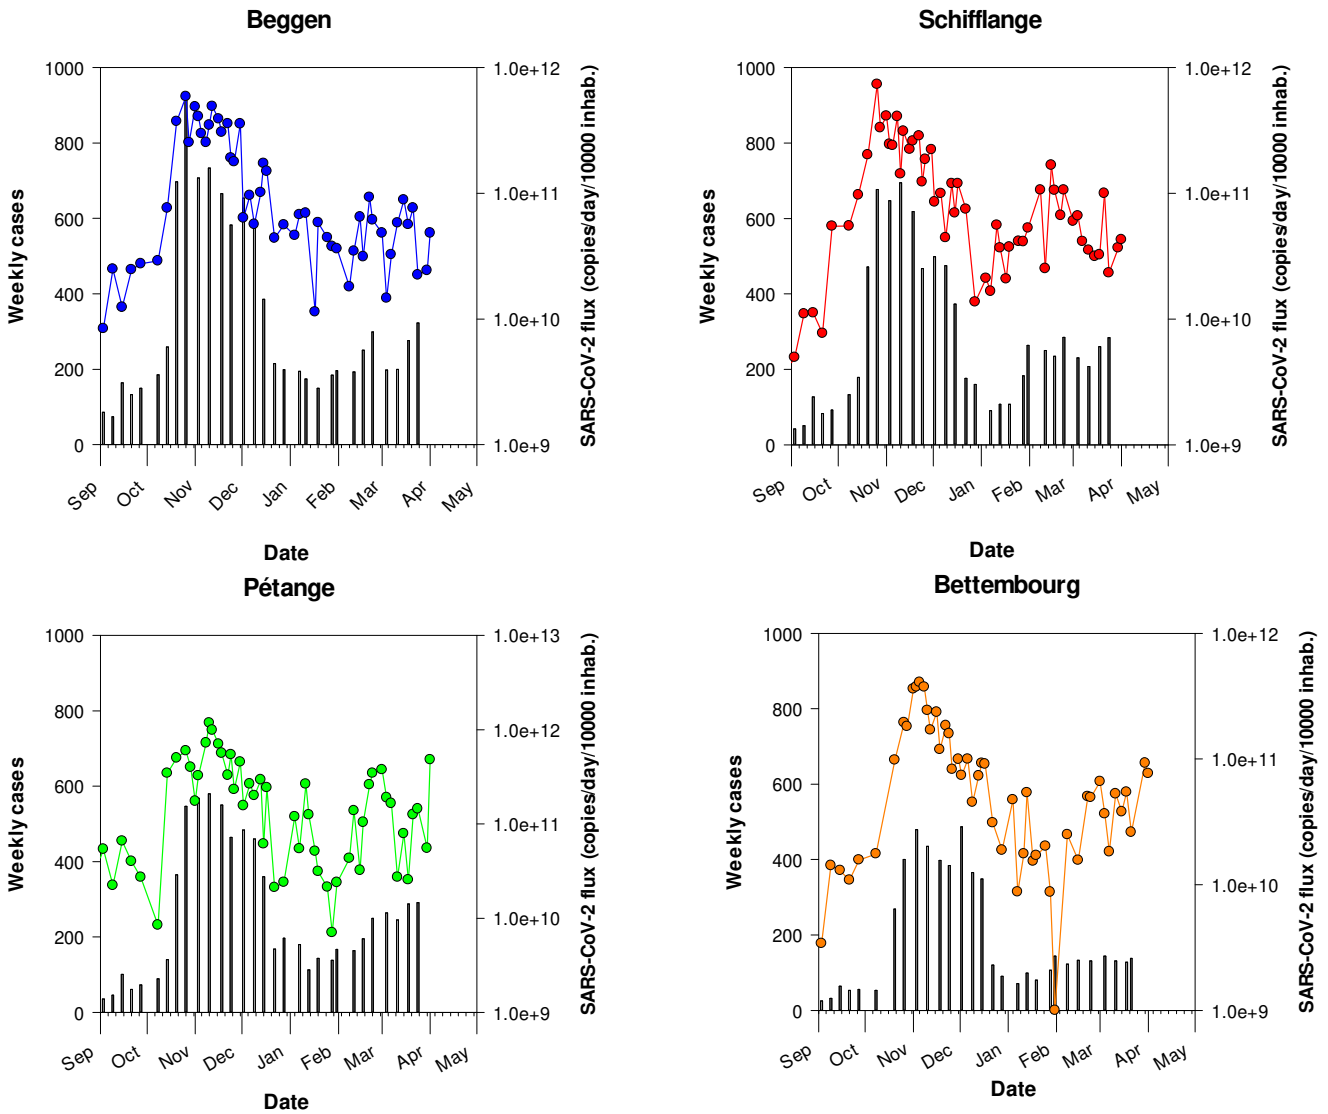 Beggen
Weekly cases
1000
800
600
400
200
0
1.0e+12
1.0e+11
1.0e+10
1.0e+9
SARS-CoV-2 flux (copies/day/10000 inhab.)
Sep Oct Nov Dec Jan Feb Mar Apr May
Date
Schifflange
Weekly cases
1000
800
600
400
200
0
1.0e+12
1.0e+11
1.0e+10
1.0e+9
SARS-CoV-2 flux (copies/day/10000 inhab.)
Sep Oct Nov Dec Jan Feb Mar Apr May
Date
Pétange
Weekly cases
1000
800
600
400
200
0
1.0e+13
1.0e+12
1.0e+11
1.0e+10
1.0e+9
SARS-CoV-2 flux (copies/day/10000 inhab.)
Sep Oct Nov Dec Jan Feb Mar Apr May
Date
Bettembourg
Weekly cases
1000
800
600
400
200
0
1.0e+12
1.0e+11
1.0e+10
1.0e+9
SARS-CoV-2 flux (copies/day/10000 inhab.)
Sep Oct Nov Dec Jan Feb Mar Apr May
Date